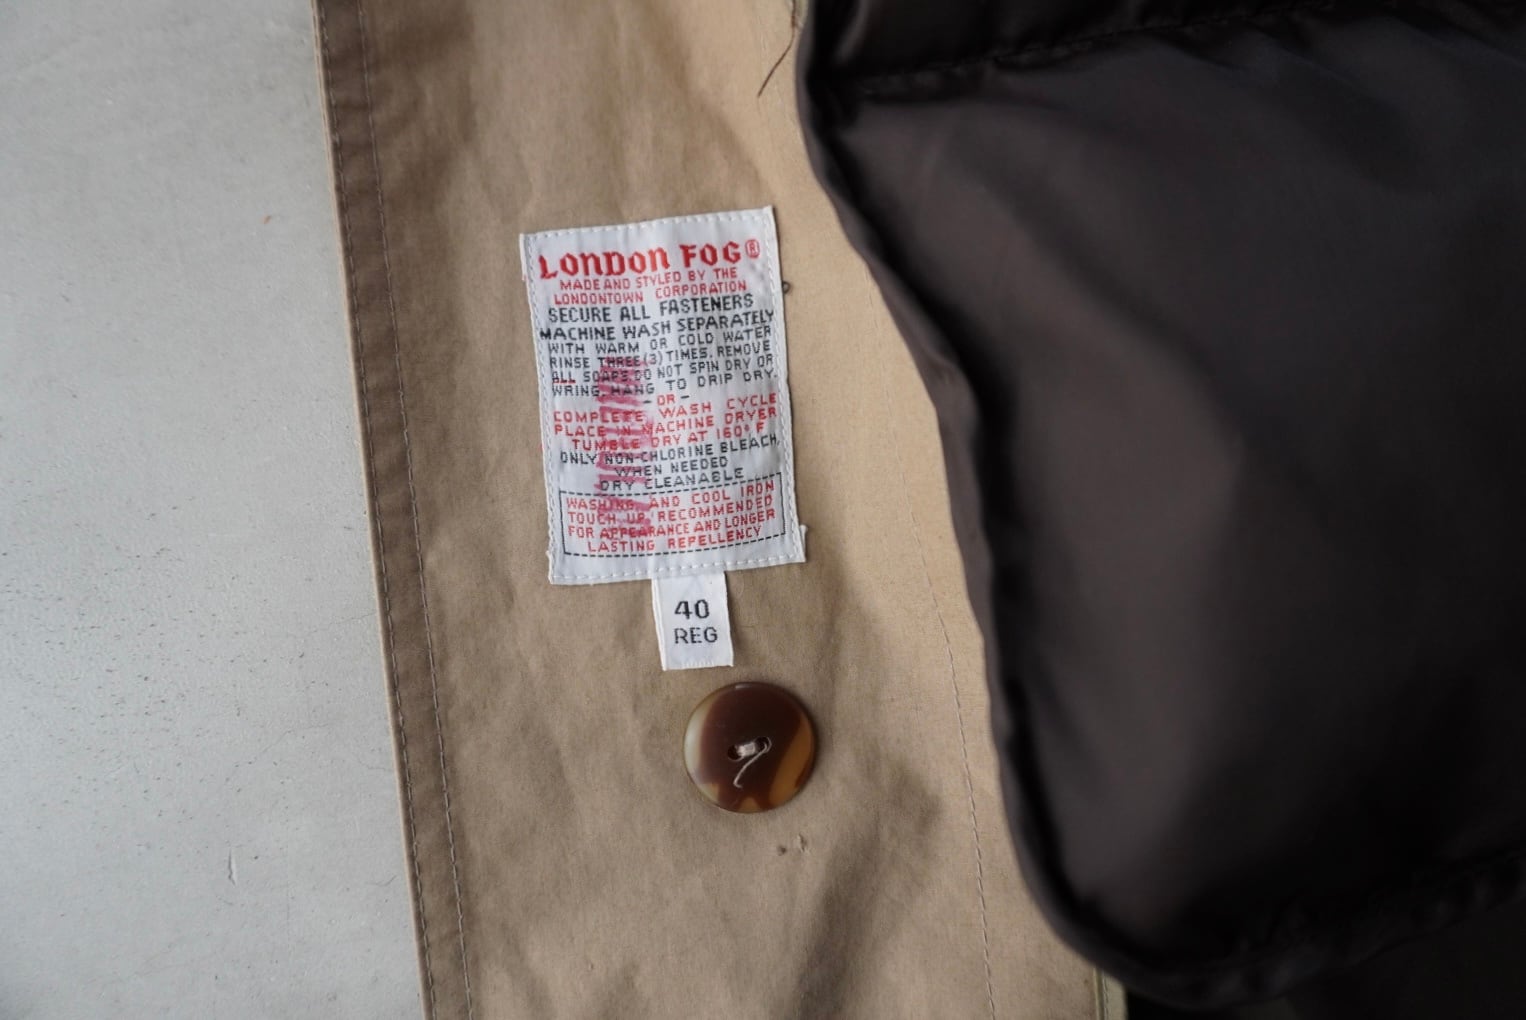 LONDON FOG®
MADE AND STYLED BY THE
LONDONTOWN CORPORATION
SECURE ALL FASTENERS
MACHINE WASH SEPARATELY
WITH WARM OR COLD WATER
RINSE THREE(3) TIMES. REMOVE
ALL SOAPS. DO NOT SPIN DRY OR
WRING, HANG TO DRIP DRY.
- OR -
COMPLETE WASH CYCLE
PLACE IN MACHINE DRYER
TUMBLE DRY AT 160° F
ONLY NON-CHLORINE BLEACH,
WHEN NEEDED
DRY CLEANABLE
WASHING AND COOL IRON
TOUCH UP RECOMMENDED
FOR APPEARANCE AND LONGER
LASTING REPELLENCY
40
REG